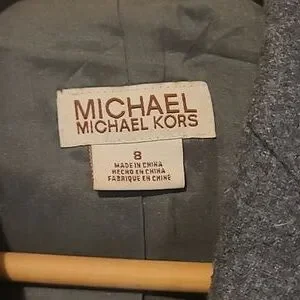 MICHAEL
MICHAEL KORS
8
MADE IN CHINA
HECHO EN CHINA
FABRIQUE EN CHINE